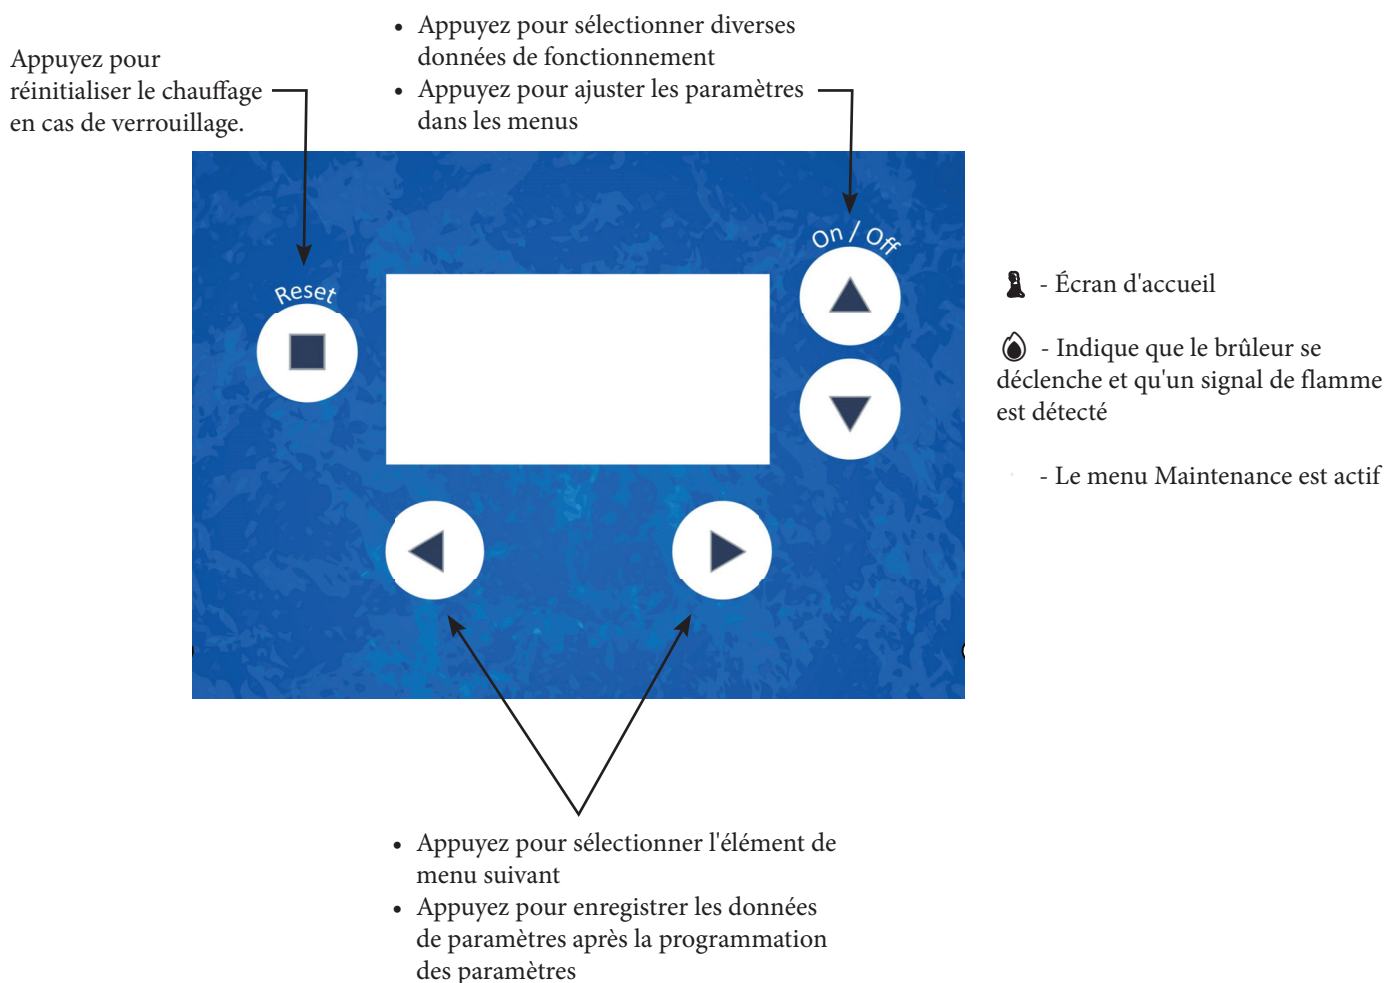 Appuyez pour
réinitialiser le chauffage
en cas de verrouillage.
• Appuyez pour sélectionner diverses
données de fonctionnement
• Appuyez pour ajuster les paramètres
dans les menus
Reset
On / Off
- Écran d'accueil
- Indique que le brûleur se
déclenche et qu'un signal de flamme
est détecté
- Le menu Maintenance est actif
• Appuyez pour sélectionner l'élément de
menu suivant
• Appuyez pour enregistrer les données
de paramètres après la programmation
des paramètres